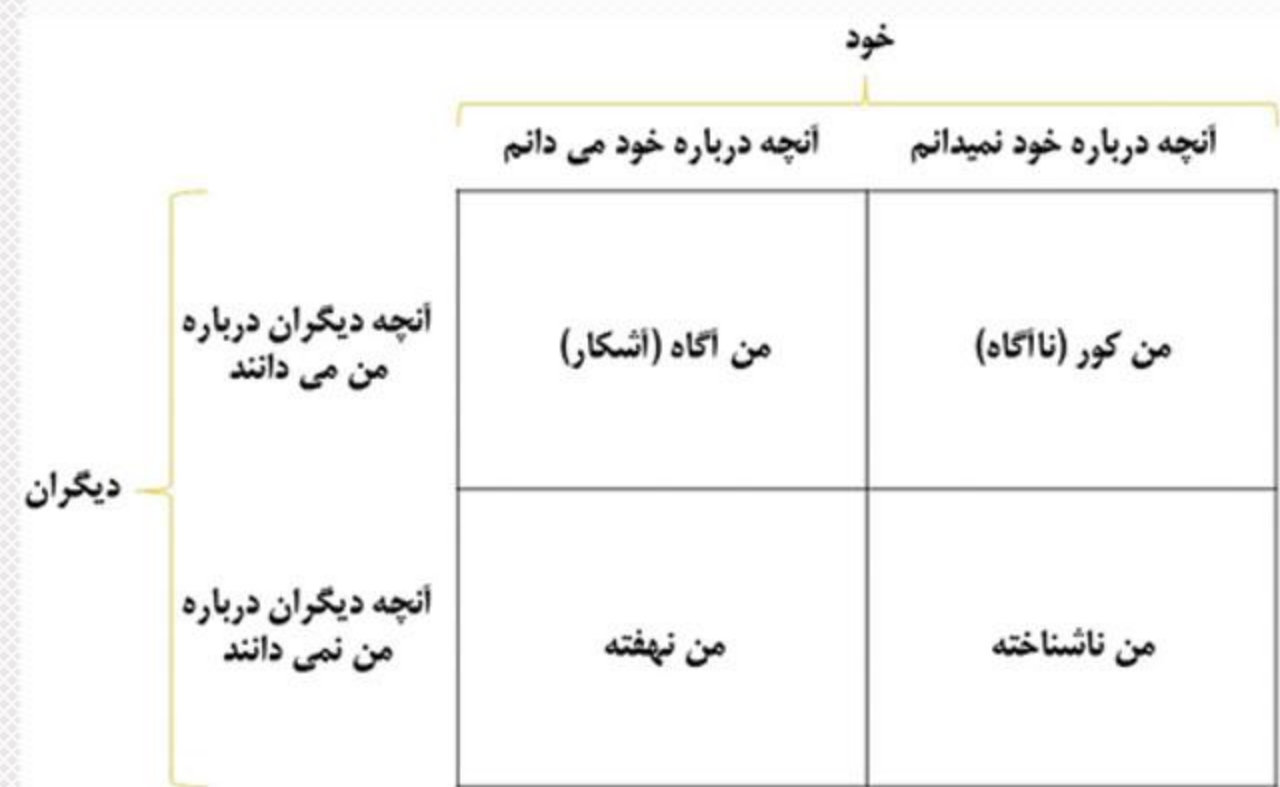 خود
آنچه درباره خود نمیدانم
آنچه درباره خود می دانم
آنچه دیگران درباره
من می دانند
من کور (ناآگاه)
من آگاه (آشکار)
دیگران
آنچه دیگران درباره
من نمی دانند
من ناشناخته
من نهفته